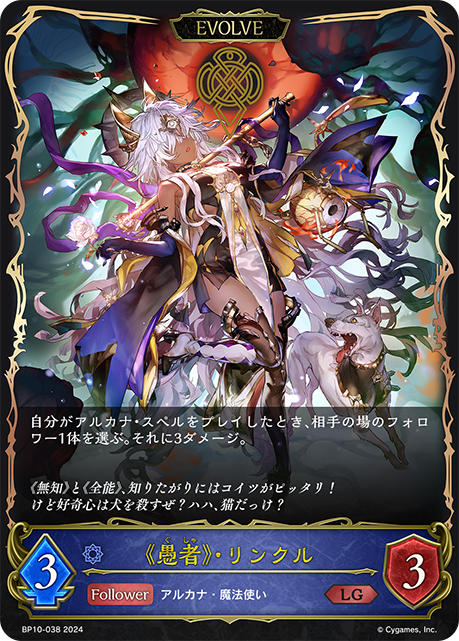 EVOLVE
自分がアルカナ・スペルをプレイしたとき、相手の場のフォロ
ワー1体を選ぶ。それに3ダメージ。
《無知》と《全能》、知りたがりにはコイツがピッタリ!
けど好奇心は犬を殺すぜ?ハハ、猫だっけ?
3
ぐ しゃ
《愚者》・リンクル
3
Follower アルカナ・魔法使い LG
BP10-038 2024 © Cygames, Inc.